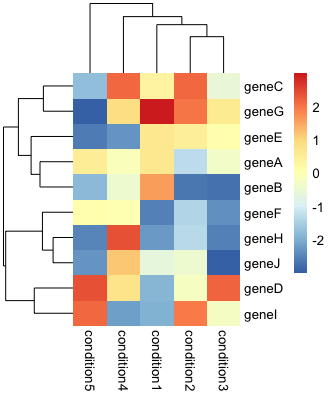 geneC
geneG
geneE
geneA
geneB
geneF
geneH
geneJ
geneD
geneI
2
1
0
-1
-2
condition5
condition4
condition1
condition2
condition3